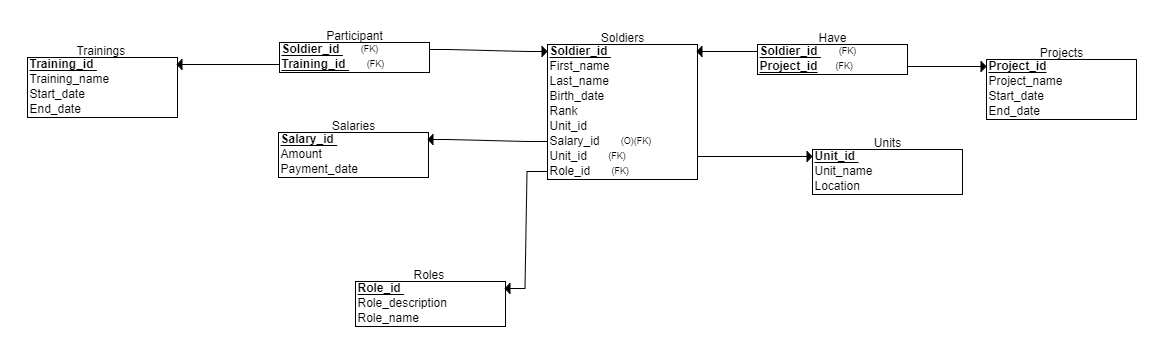 Trainings
Training_id
Training_name
Start_date
End_date
Participant
Soldier_id (FK)
Training_id (FK)
Salaries
Salary_id
Amount
Payment_date
Soldiers
Soldier_id
First_name
Last_name
Birth_date
Rank
Unit_id
Salary_id (O)(FK)
Unit_id (FK)
Role_id (FK)
Have
Soldier_id (FK)
Project_id (FK)
Projects
Project_id
Project_name
Start_date
End_date
Units
Unit_id
Unit_name
Location
Roles
Role_id
Role_description
Role_name